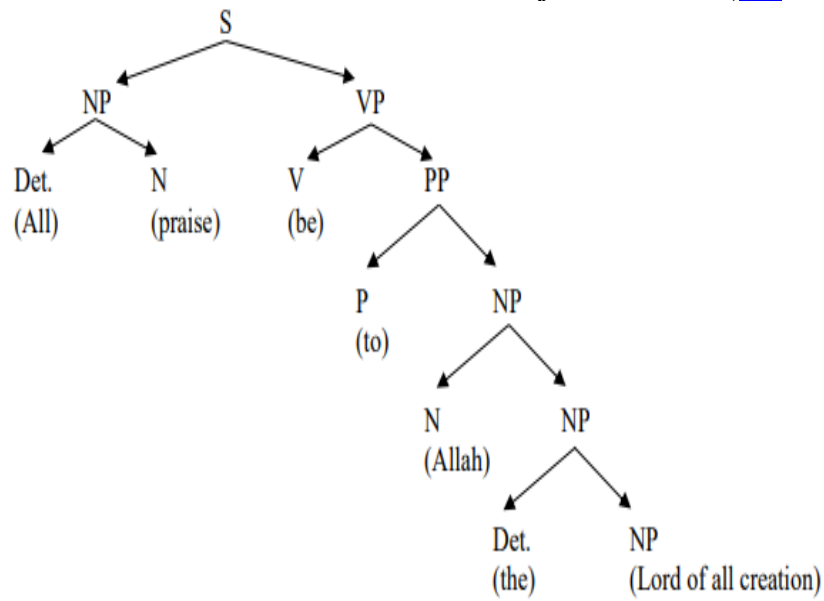 S
NP VP
Det. N V PP
(All) (praise) (be)
P NP
(to)
N NP
(Allah)
Det. NP
(the) (Lord of all creation)